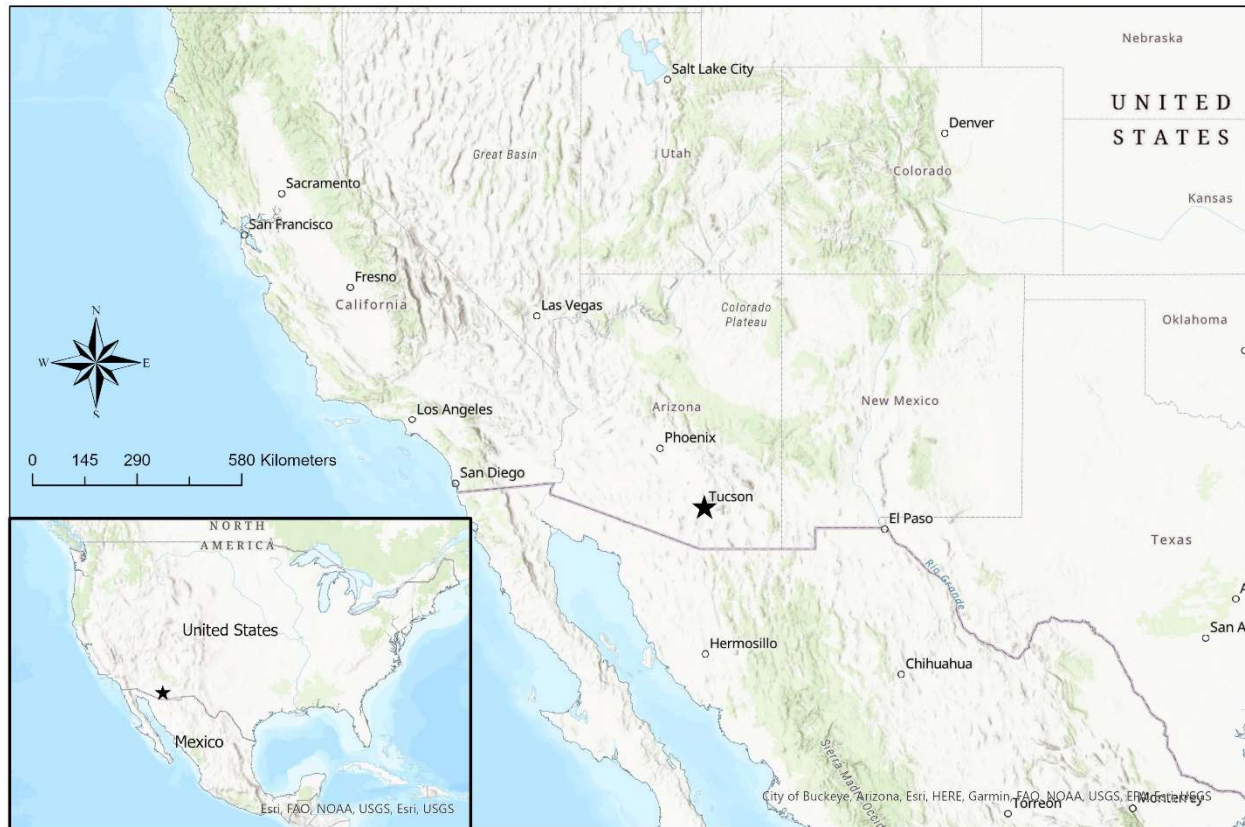 Nebraska
Salt Lake City
UNITED
STATES
Denver
Great Basin
Utah
Colorado
Sacramento
Kansas
San Francisco
Fresno
California
Las Vegas
Colorado
Plateau
Oklahoma
N
W E
S
Los Angeles
Arizona
New Mexico
Phoenix
0 145 290 580 Kilometers
San Diego
Tucson
El Paso
Texas
Rio Grande
San A
Hermosillo
Chihuahua
NORTH
AMERICA
United States
Mexico
Sierra Madre Occid
Esri, FAO, NOAA, USGS, Esri, USGS
City of Buckeye, Arizona, Esri, HERE, Garmin, FAO, NOAA, USGS, EPA, Esri, USGS
Torreon
Monterrey